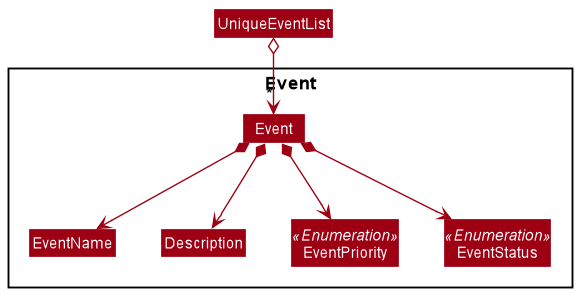 UniqueEventList
Event
*
Event
EventName
Description
«Enumeration»
EventPriority
«Enumeration»
EventStatus